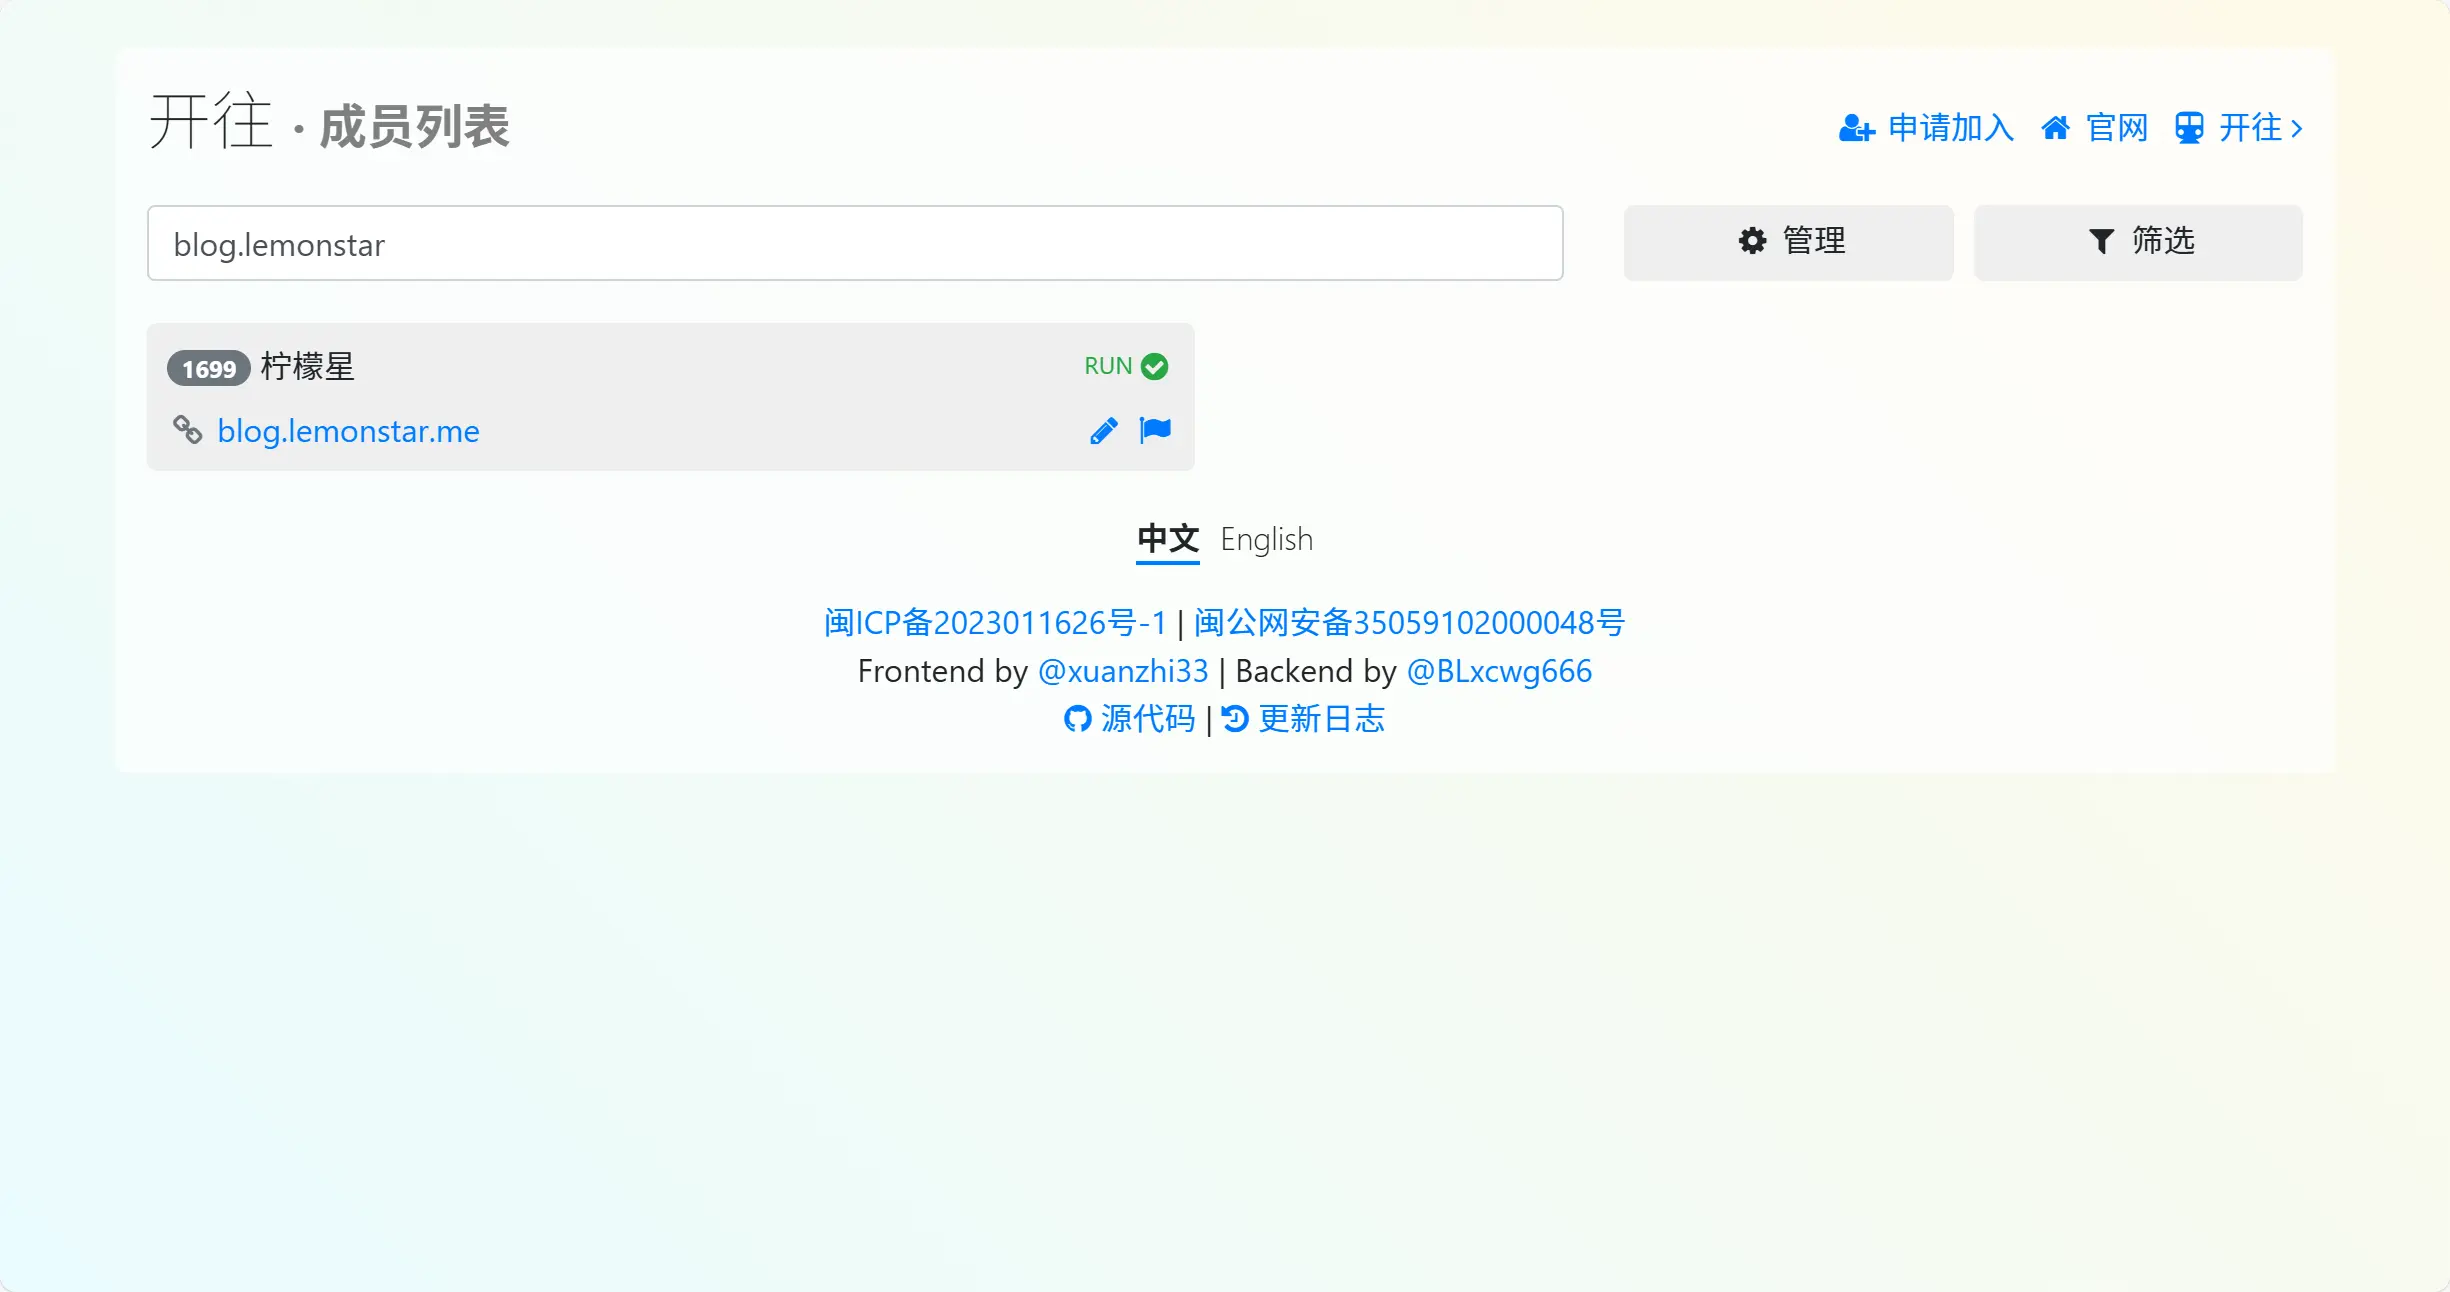 开往 · 成员列表
申请加入 官网 开往
blog.lemonstar
管理
筛选
1699 柠檬星
RUN
blog.lemonstar.me
中文 English
闽ICP备2023011626号-1 | 闽公网安备35059102000048号
Frontend by @xuanzhi33 | Backend by @BLxcwg666
源代码 | 更新日志